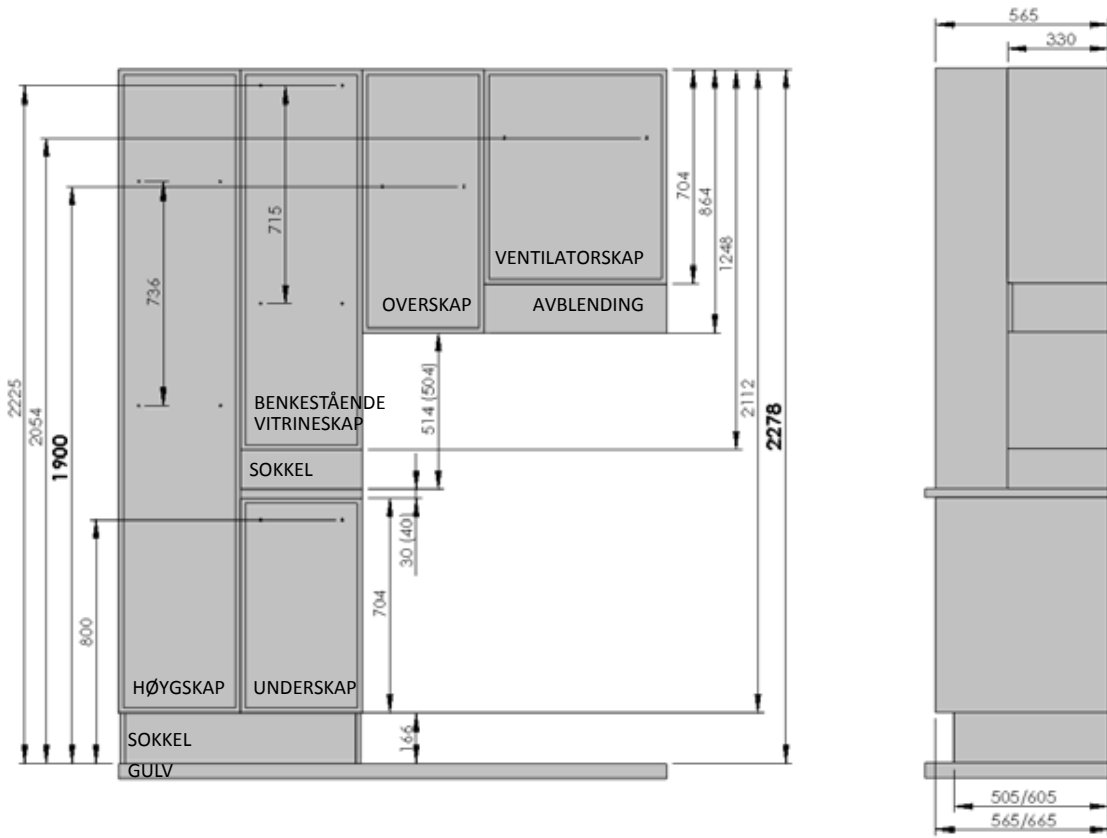 565
330
704
864
1248
2112
2278
715
736
VENTILATORSKAP
OVERSKAP
AVBLENDING
2225
2054
1900
514 (504)
BENKESTÅENDE
VITRINESKAP
SOKKEL
30 (40)
704
800
HØYGSKAP
UNDERSKAP
166
SOKKEL
GULV
505/605
565/665